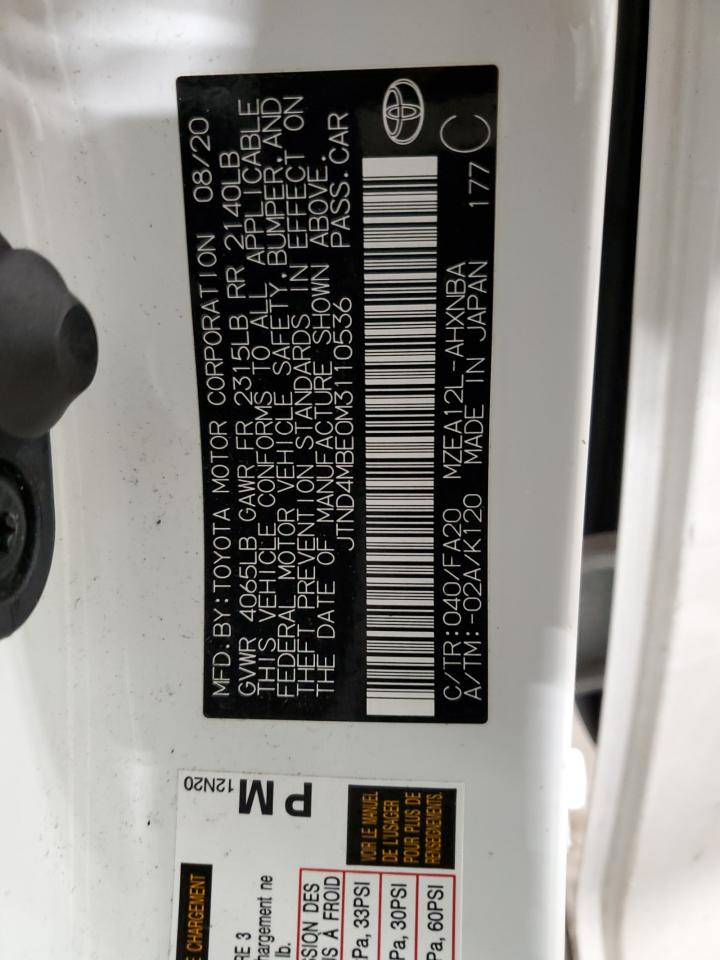 MFD.BY:TOYOTA MOTOR CORPORATION 08/20
GVWR 4065LB GAWR FR 2315LB RR 2140LB
THIS VEHICLE CONFORMS TO ALL APPLICABLE
FEDERAL MOTOR VEHICLE SAFETY,BUMPER,AND
THEFT PREVENTION STANDARDS IN EFFECT ON
THE DATE OF MANUFACTURE SHOWN ABOVE.
JTND4MBE0M3110536 PASS.CAR
C/TR:040/FA20 MZEA12L-AHXNBA
A/TM:-02A/K120 MADE IN JAPAN 177 C
PM
12N20
E CHARGEMENT
RE 3
hargement ne
lb.
SSION DES
US À FROID
Pa, 33PSI
Pa, 30PSI
Pa, 60PSI
VOIR LE MANUEL
DE L'USAGER
POUR PLUS DE
RENSEIGNEMENTS.